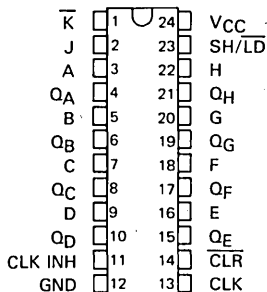 K̅ 1 24 VCC
J 2 23 SH/L̅D̅
A 3 22 H
QA 4 21 QH
B 5 20 G
QB 6 19 QG
C 7 18 F
QC 8 17 QF
D 9 16 E
QD 10 15 QE
CLK INH 11 14 C̅L̅R̅
GND 12 13 CLK